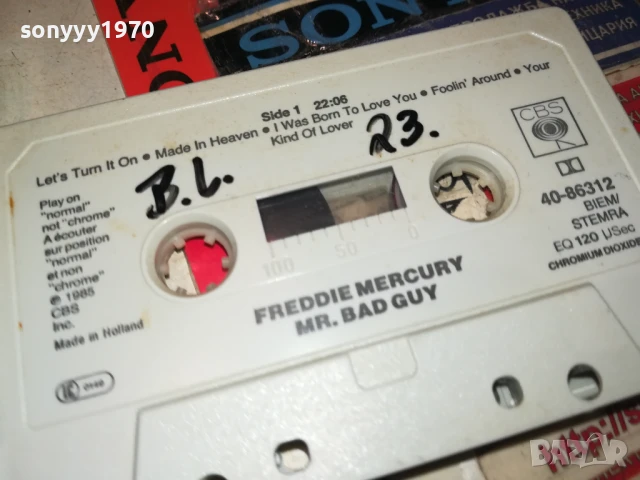 sonyyy1970
SONY
Side 1 22:06
Let's Turn It On • Made In Heaven • I Was Born To Love You • Foolin' Around • Your
Kind Of Lover
B.L.
23.
Play on
"normal"
not "chrome"
A écouter
sur position
"normal"
et non
"chrome"
℗ 1985
CBS
Inc.
Made in Holland
CBS
40-86312
BIEM/
STEMRA
EQ 120 µSec
CHROMIUM DIOXIDE
100 50 0
FREDDIE MERCURY
MR. BAD GUY
BAZAR
http://s